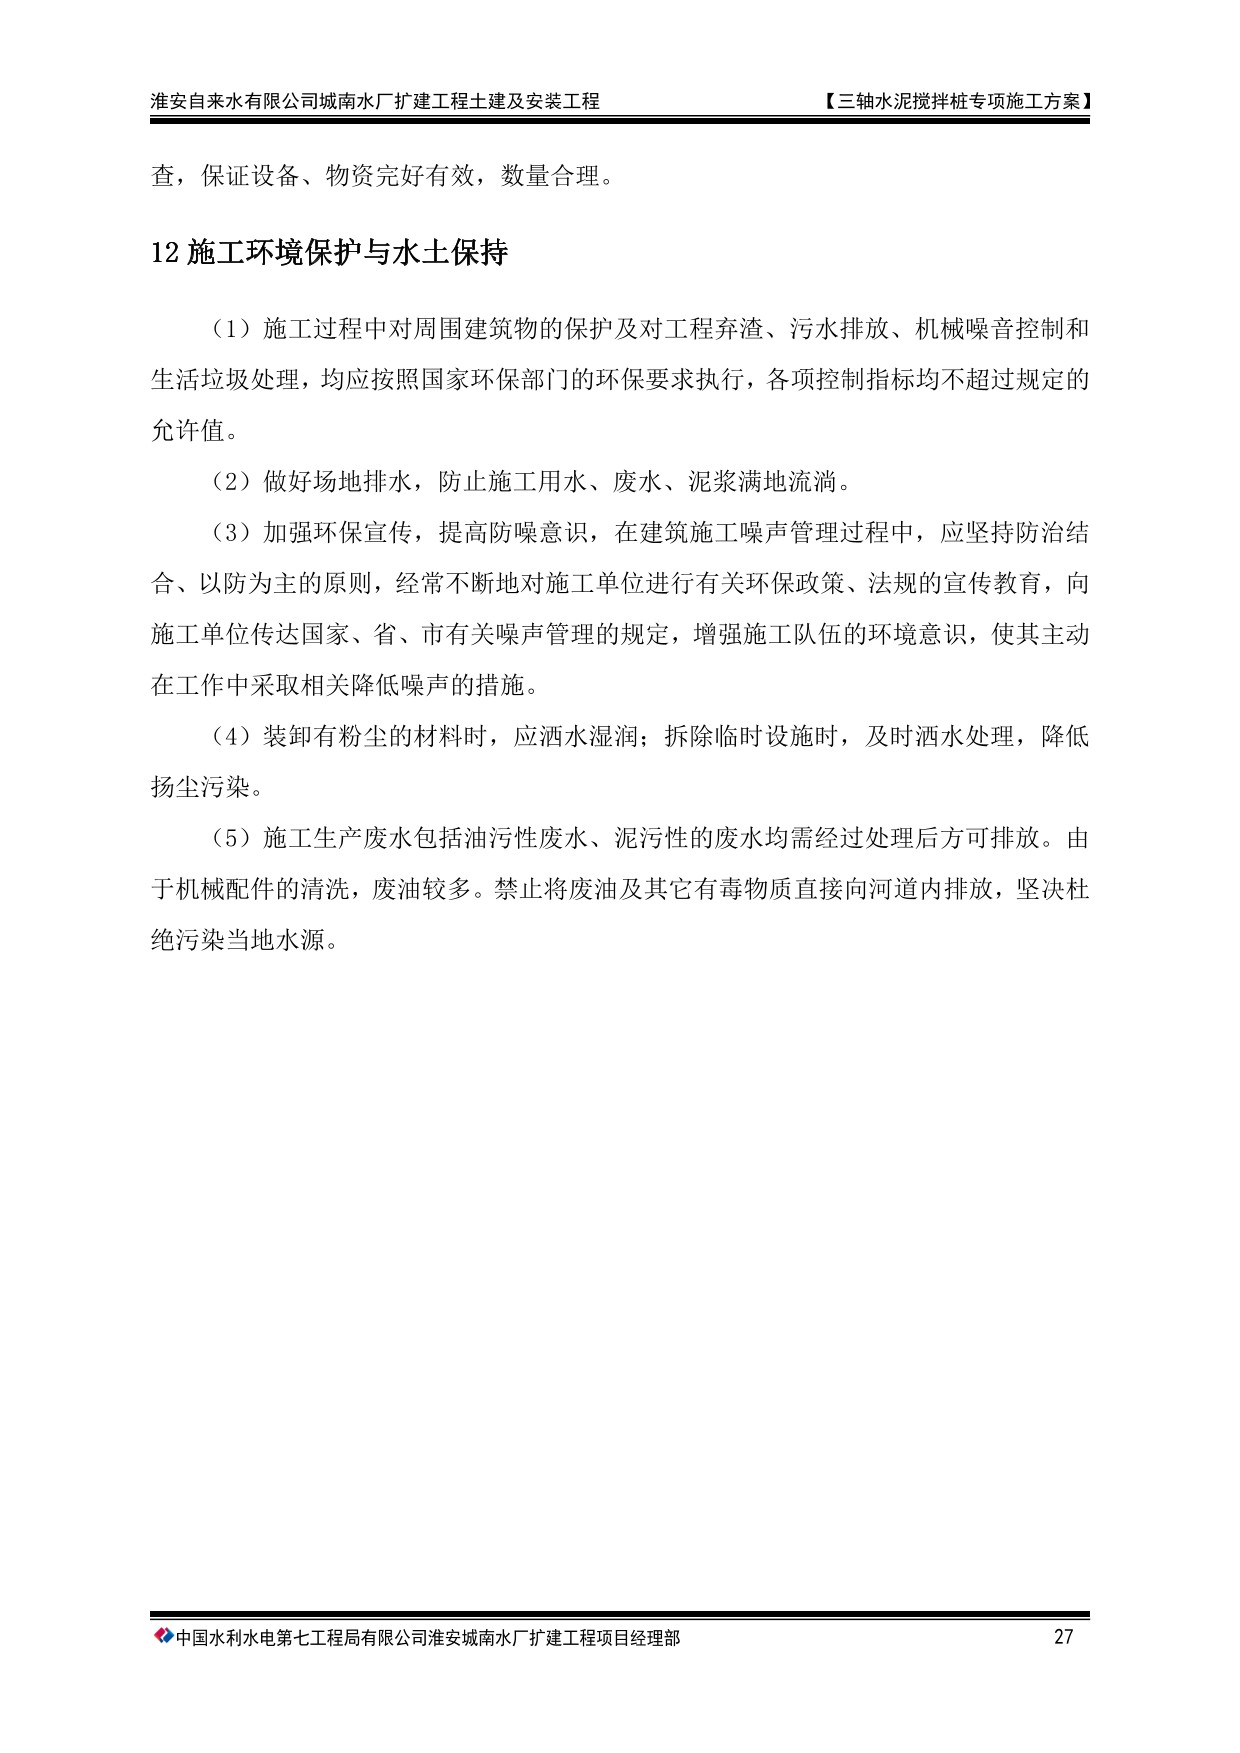 淮安自来水有限公司城南水厂扩建工程土建及安装工程 【三轴水泥搅拌桩专项施工方案】
查，保证设备、物资完好有效，数量合理。
12 施工环境保护与水土保持
（1）施工过程中对周围建筑物的保护及对工程弃渣、污水排放、机械噪音控制和
生活垃圾处理，均应按照国家环保部门的环保要求执行，各项控制指标均不超过规定的
允许值。
（2）做好场地排水，防止施工用水、废水、泥浆满地流淌。
（3）加强环保宣传，提高防噪意识，在建筑施工噪声管理过程中，应坚持防治结
合、以防为主的原则，经常不断地对施工单位进行有关环保政策、法规的宣传教育，向
施工单位传达国家、省、市有关噪声管理的规定，增强施工队伍的环境意识，使其主动
在工作中采取相关降低噪声的措施。
（4）装卸有粉尘的材料时，应洒水湿润；拆除临时设施时，及时洒水处理，降低
扬尘污染。
（5）施工生产废水包括油污性废水、泥污性的废水均需经过处理后方可排放。由
于机械配件的清洗，废油较多。禁止将废油及其它有毒物质直接向河道内排放，坚决杜
绝污染当地水源。
中国水利水电第七工程局有限公司淮安城南水厂扩建工程项目经理部 27